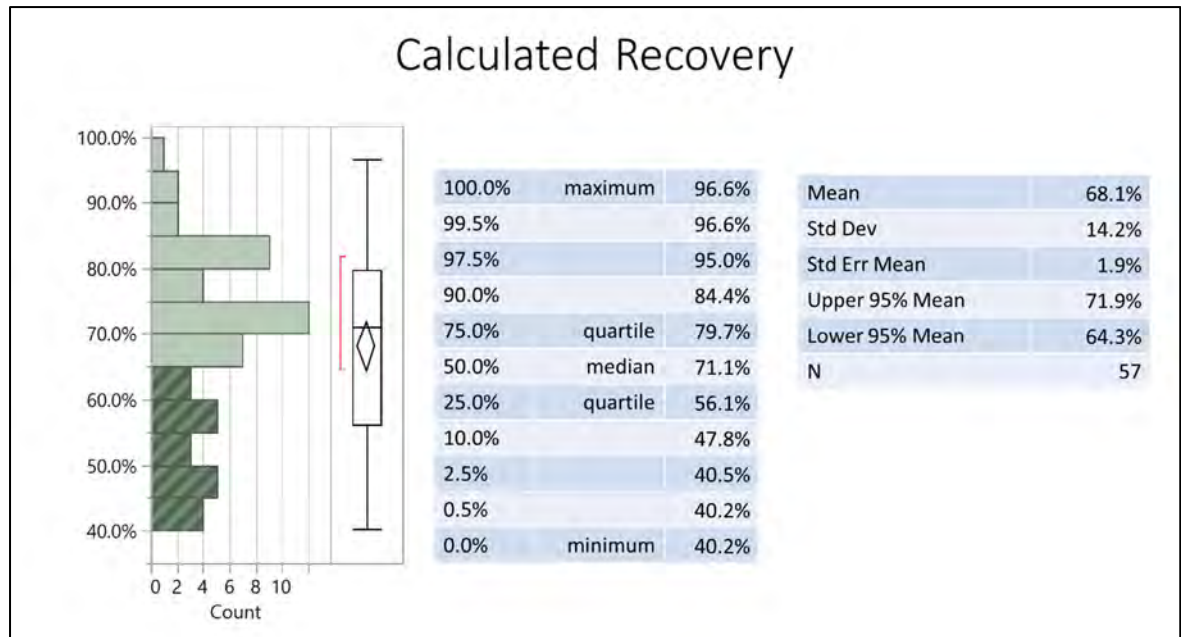 Calculated Recovery
100.0%
90.0%
80.0%
70.0%
60.0%
50.0%
40.0%
0 2 4 6 8 10
Count
100.0% maximum 96.6%
99.5% 96.6%
97.5% 95.0%
90.0% 84.4%
75.0% quartile 79.7%
50.0% median 71.1%
25.0% quartile 56.1%
10.0% 47.8%
2.5% 40.5%
0.5% 40.2%
0.0% minimum 40.2%
Mean 68.1%
Std Dev 14.2%
Std Err Mean 1.9%
Upper 95% Mean 71.9%
Lower 95% Mean 64.3%
N 57